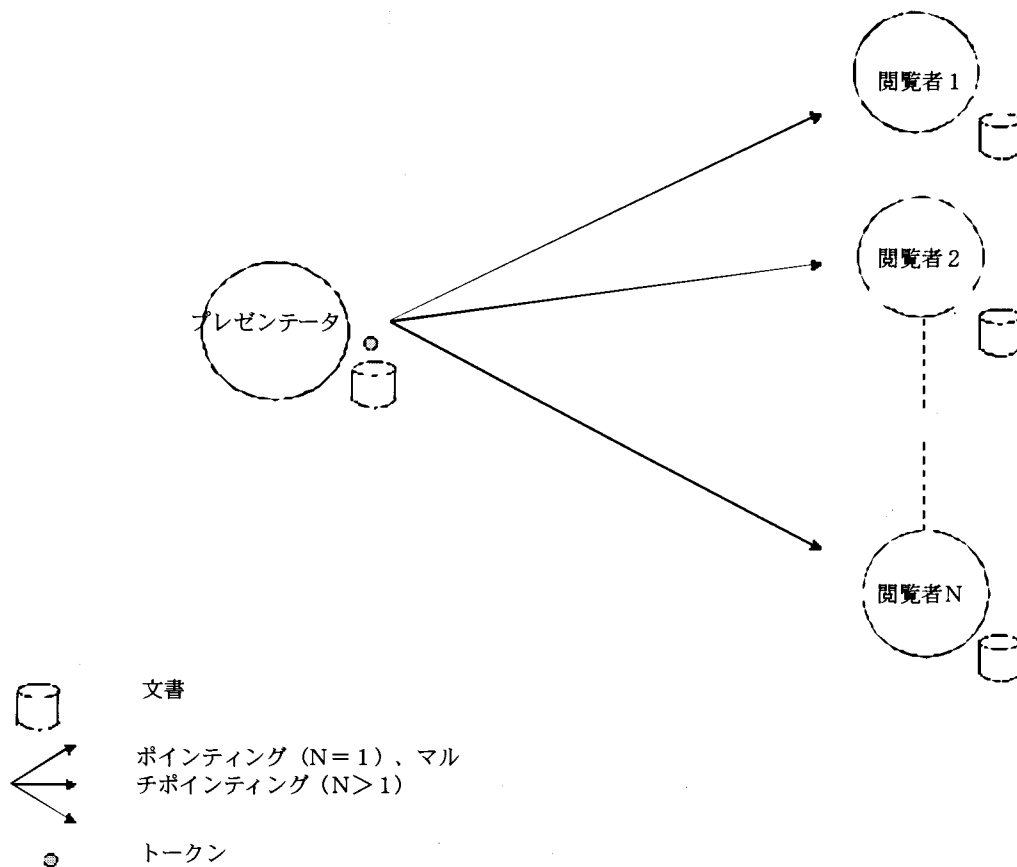 閲覧者1
閲覧者2
プレゼンテータ
閲覧者N
文書
ポインティング（N＝1）、マル
チポインティング（N＞1）
トークン